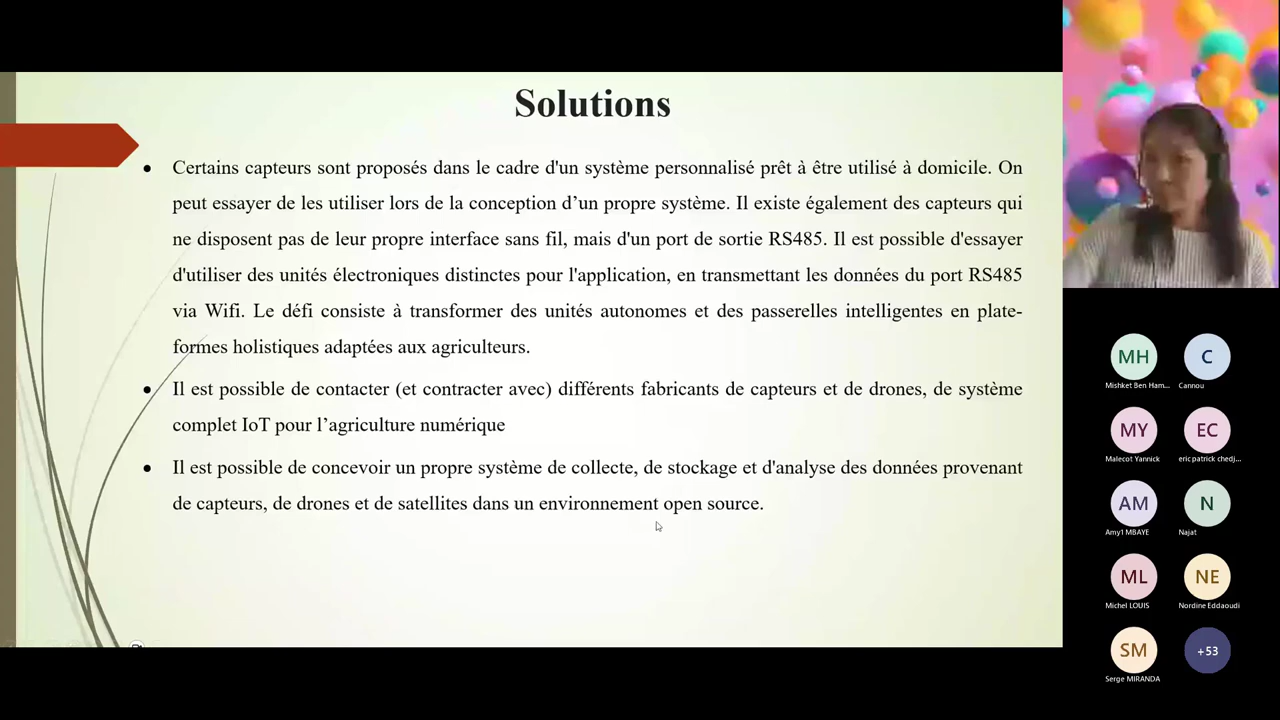 Solutions
• Certains capteurs sont proposés dans le cadre d'un système personnalisé prêt à être utilisé à domicile. On
peut essayer de les utiliser lors de la conception d’un propre système. Il existe également des capteurs qui
ne disposent pas de leur propre interface sans fil, mais d'un port de sortie RS485. Il est possible d'essayer
d'utiliser des unités électroniques distinctes pour l'application, en transmettant les données du port RS485
via Wifi. Le défi consiste à transformer des unités autonomes et des passerelles intelligentes en plate-
formes holistiques adaptées aux agriculteurs.
• Il est possible de contacter (et contracter avec) différents fabricants de capteurs et de drones, de système
complet IoT pour l’agriculture numérique
• Il est possible de concevoir un propre système de collecte, de stockage et d'analyse des données provenant
de capteurs, de drones et de satellites dans un environnement open source.
MH C
Mishket Ben Ham... Cannou
MY EC
Malecot Yannick eric patrick chedj...
AM N
Amy1 MBAYE Najat
ML NE
Michel LOUIS Nordine Eddaoudi
SM +53
Serge MIRANDA